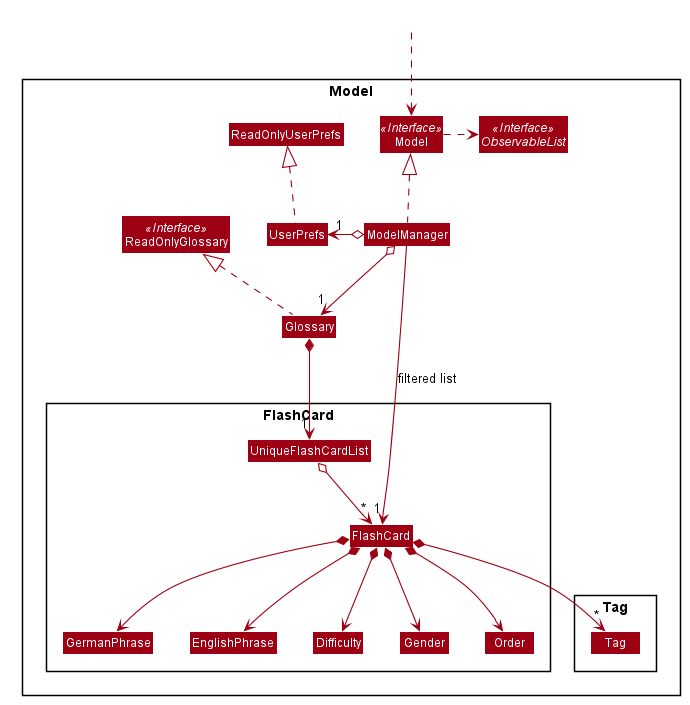 Model
ReadOnlyUserPrefs
«Interface»
Model
«Interface»
ObservableList
«Interface»
ReadOnlyGlossary
UserPrefs
1
ModelManager
1
Glossary
filtered list
FlashCard
1
UniqueFlashCardList
*
1
FlashCard
Tag
*
GermanPhrase
EnglishPhrase
Difficulty
Gender
Order
Tag